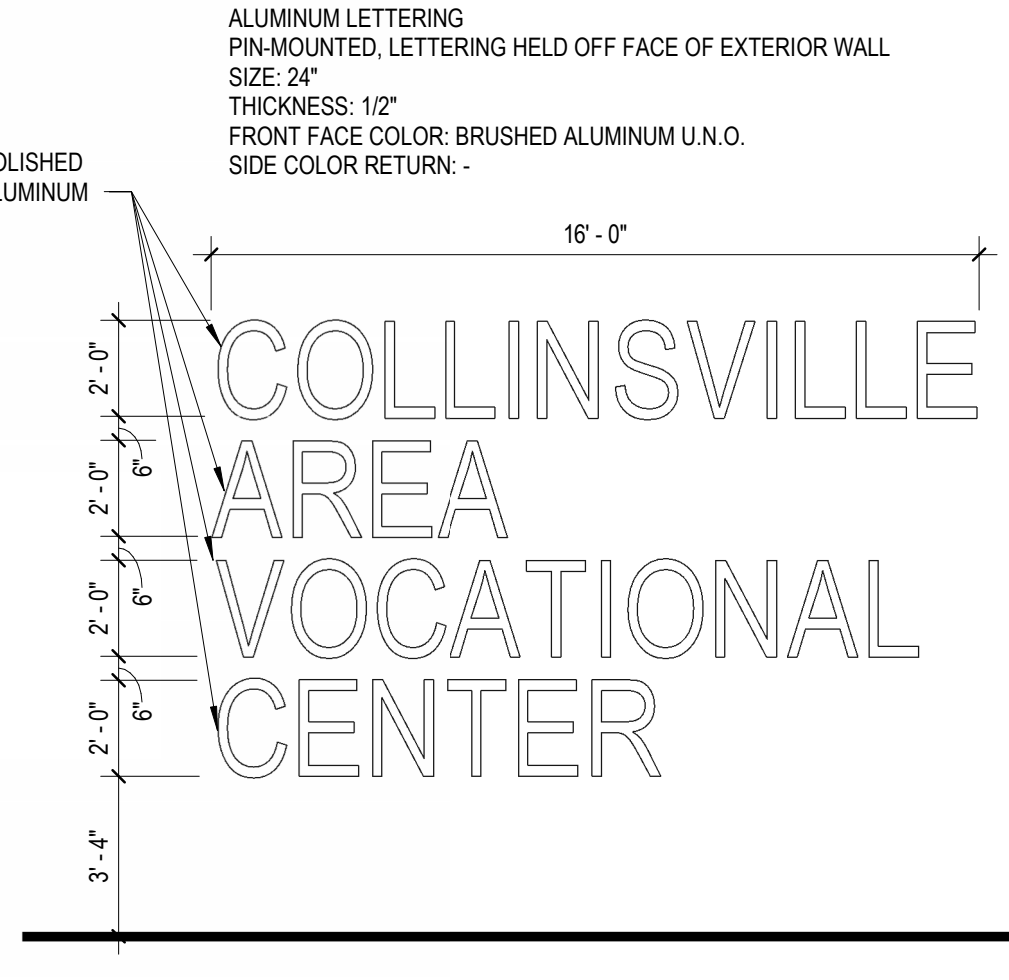 ALUMINUM LETTERING
PIN-MOUNTED, LETTERING HELD OFF FACE OF EXTERIOR WALL
SIZE: 24"
THICKNESS: 1/2"
FRONT FACE COLOR: BRUSHED ALUMINUM U.N.O.
SIDE COLOR RETURN: -
OLISHED
LUMINUM
16' - 0"
2' - 0"
COLLINSVILLE
6"
2' - 0"
AREA
6"
2' - 0"
VOCATIONAL
6"
2' - 0"
CENTER
3' - 4"